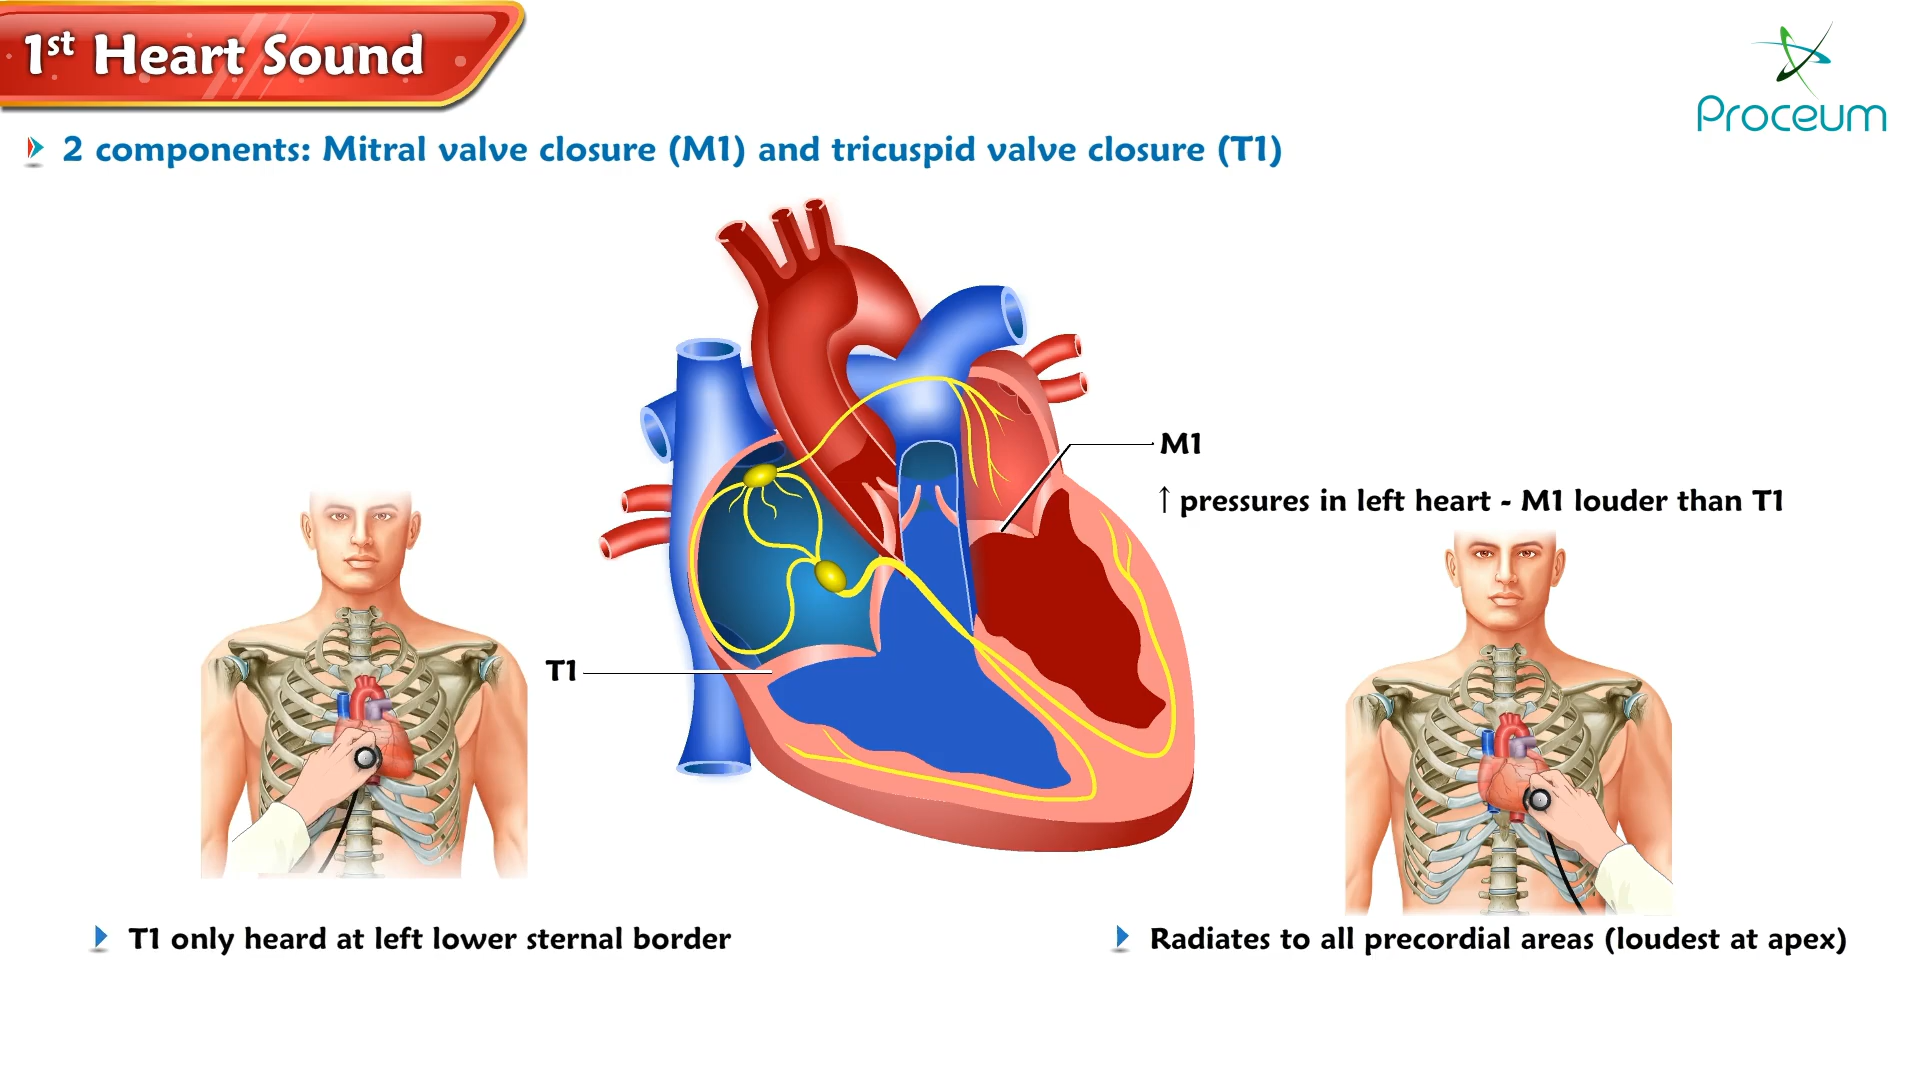 1st Heart Sound
Proceum
2 components: Mitral valve closure (M1) and tricuspid valve closure (T1)
M1
↑ pressures in left heart - M1 louder than T1
T1
T1 only heard at left lower sternal border
Radiates to all precordial areas (loudest at apex)